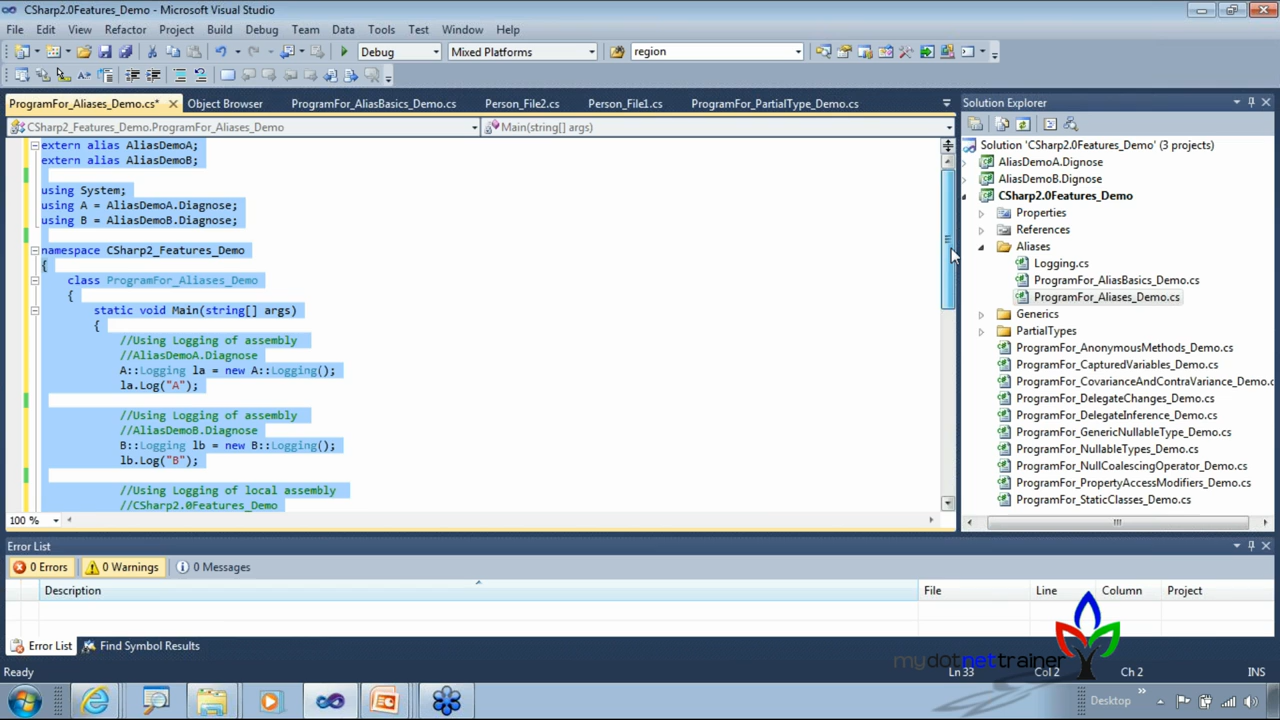 CSharp2.0Features_Demo - Microsoft Visual Studio
File Edit View Refactor Project Build Debug Team Data Tools Test Window Help
Debug Mixed Platforms region
ProgramFor_Aliases_Demo.cs* Object Browser ProgramFor_AliasBasics_Demo.cs Person_File2.cs Person_File1.cs ProgramFor_PartialType_Demo.cs
CSharp2_Features_Demo.ProgramFor_Aliases_Demo Main(string[] args)
extern alias AliasDemoA;
extern alias AliasDemoB;
using System;
using A = AliasDemoA.Diagnose;
using B = AliasDemoB.Diagnose;
namespace CSharp2_Features_Demo
{
class ProgramFor_Aliases_Demo
{
static void Main(string[] args)
{
//Using Logging of assembly
//AliasDemoA.Diagnose
A::Logging la = new A::Logging();
la.Log("A");
//Using Logging of assembly
//AliasDemoB.Diagnose
B::Logging lb = new B::Logging();
lb.Log("B");
//Using Logging of local assembly
//CSharp2.0Features_Demo
100 %
Solution Explorer
Solution 'CSharp2.0Features_Demo' (3 projects)
AliasDemoA.Dignose
AliasDemoB.Dignose
CSharp2.0Features_Demo
Properties
References
Aliases
Logging.cs
ProgramFor_AliasBasics_Demo.cs
ProgramFor_Aliases_Demo.cs
Generics
PartialTypes
ProgramFor_AnonymousMethods_Demo.cs
ProgramFor_CapturedVariables_Demo.cs
ProgramFor_CovarianceAndContraVariance_Demo.c
ProgramFor_DelegateChanges_Demo.cs
ProgramFor_DelegateInference_Demo.cs
ProgramFor_GenericNullableType_Demo.cs
ProgramFor_NullableTypes_Demo.cs
ProgramFor_NullCoalescingOperator_Demo.cs
ProgramFor_PropertyAccessModifiers_Demo.cs
ProgramFor_StaticClasses_Demo.cs
Error List
0 Errors 0 Warnings 0 Messages
Description File Line Column Project
Error List Find Symbol Results
mydotnettrainer
Ready Ln 33 Col 2 Ch 2 INS
Desktop